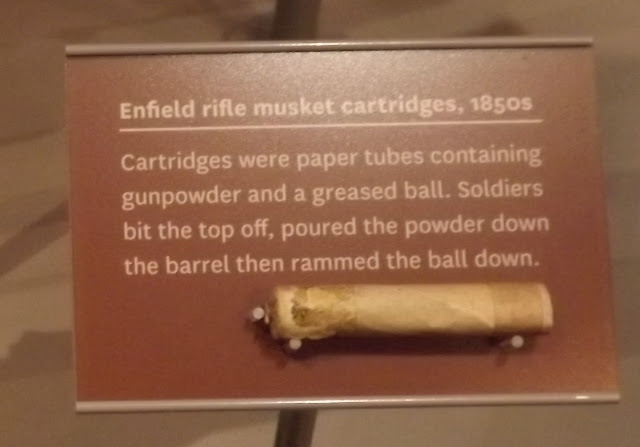 Enfield rifle musket cartridges, 1850s
Cartridges were paper tubes containing
gunpowder and a greased ball. Soldiers
bit the top off, poured the powder down
the barrel then rammed the ball down.